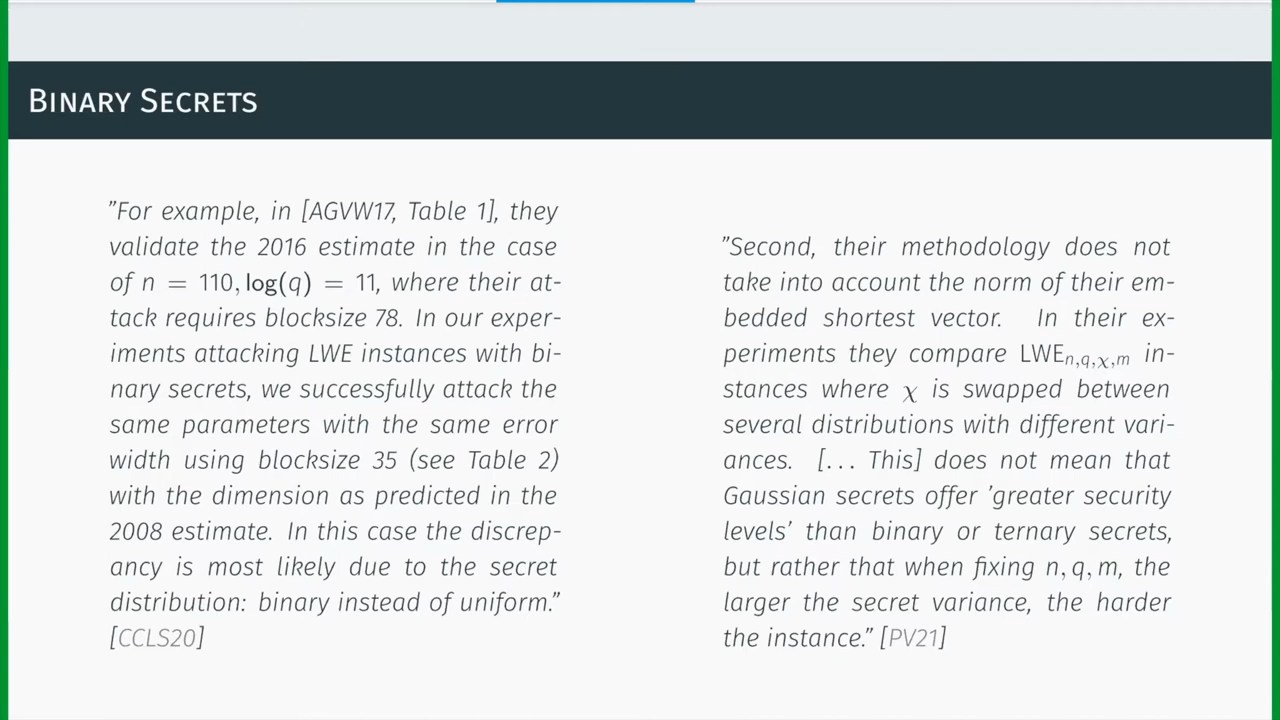 Binary Secrets
"For example, in [AGVW17, Table 1], they
validate the 2016 estimate in the case
of n = 110, log(q) = 11, where their at-
tack requires blocksize 78. In our exper-
iments attacking LWE instances with bi-
nary secrets, we successfully attack the
same parameters with the same error
width using blocksize 35 (see Table 2)
with the dimension as predicted in the
2008 estimate. In this case the discrep-
ancy is most likely due to the secret
distribution: binary instead of uniform."
[CCLS20]
"Second, their methodology does not
take into account the norm of their em-
bedded shortest vector. In their ex-
periments they compare LWEn,q,χ,m in-
stances where χ is swapped between
several distributions with different vari-
ances. [... This] does not mean that
Gaussian secrets offer 'greater security
levels' than binary or ternary secrets,
but rather that when fixing n, q, m, the
larger the secret variance, the harder
the instance." [PV21]